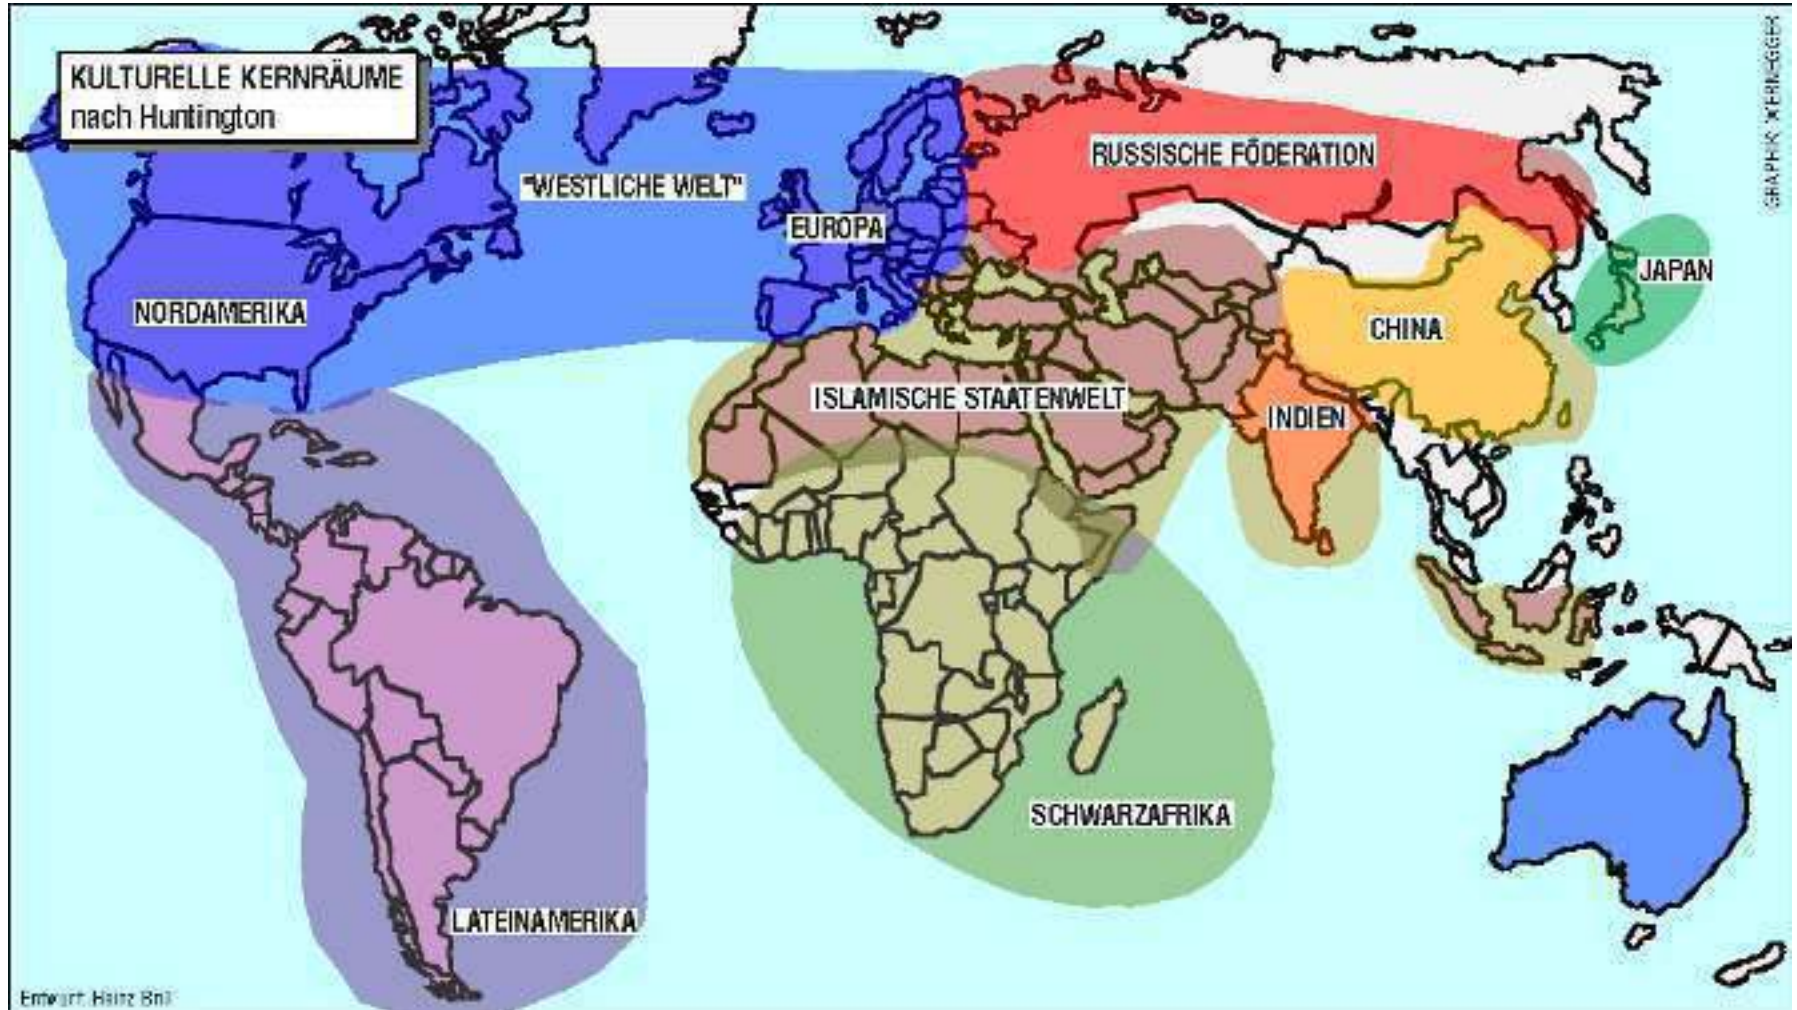 KULTURELLE KERNRÄUME
nach Huntington
"WESTLICHE WELT"
RUSSISCHE FÖDERATION
EUROPA
NORDAMERIKA
JAPAN
CHINA
ISLAMISCHE STAATENWELT
INDIEN
SCHWARZAFRIKA
LATEINAMERIKA
Entwurf: Heinz
GRAPHIK